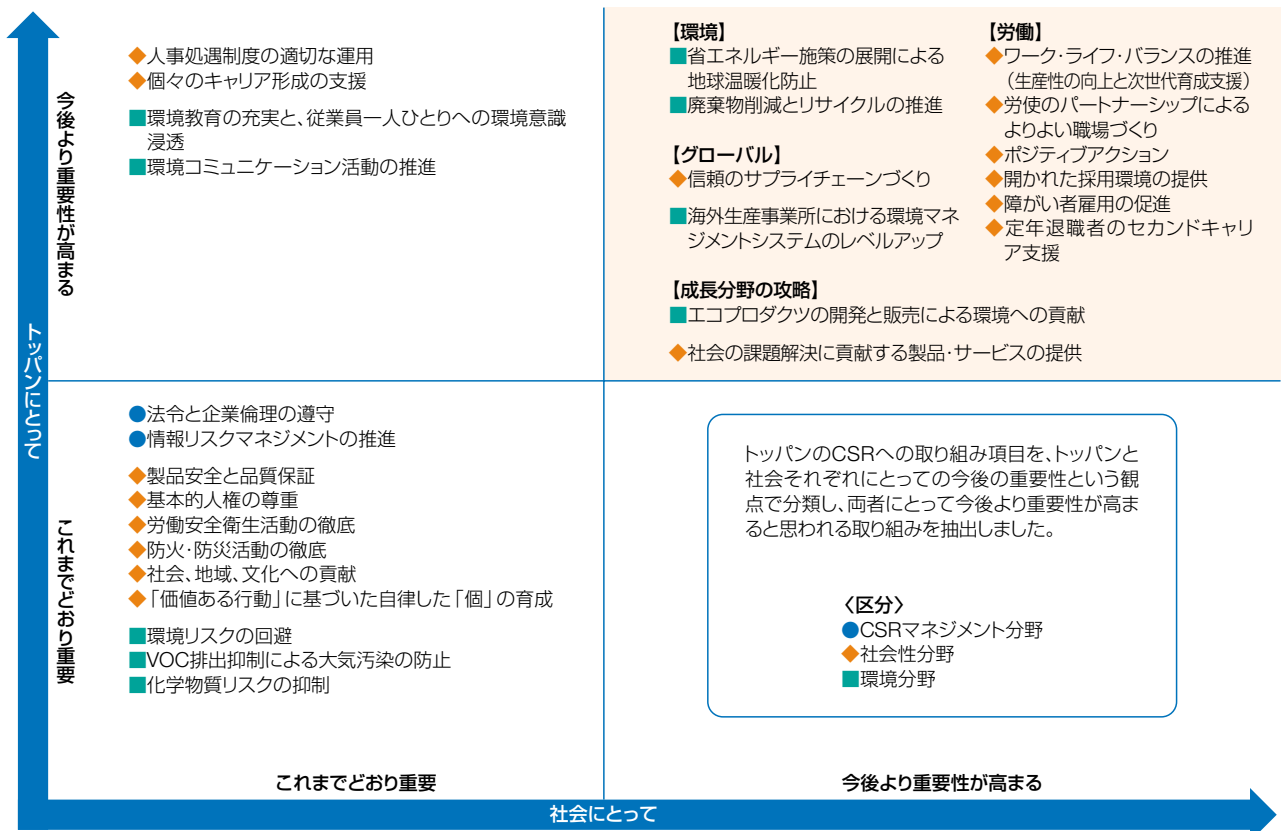 トッパンにとって
今後より重要性が高まる
◆人事処遇制度の適切な運用
◆個々のキャリア形成の支援
■環境教育の充実と、従業員一人ひとりへの環境意識
浸透
■環境コミュニケーション活動の推進
【環境】
■省エネルギー施策の展開による
地球温暖化防止
■廃棄物削減とリサイクルの推進
【グローバル】
◆信頼のサプライチェーンづくり
■海外生産事業所における環境マネ
ジメントシステムのレベルアップ
【労働】
◆ワーク・ライフ・バランスの推進
（生産性の向上と次世代育成支援）
◆労使のパートナーシップによる
よりよい職場づくり
◆ポジティブアクション
◆開かれた採用環境の提供
◆障がい者雇用の促進
◆定年退職者のセカンドキャリ
ア支援
【成長分野の攻略】
■エコプロダクツの開発と販売による環境への貢献
◆社会の課題解決に貢献する製品・サービスの提供
これまでどおり重要
●法令と企業倫理の遵守
●情報リスクマネジメントの推進
◆製品安全と品質保証
◆基本的人権の尊重
◆労働安全衛生活動の徹底
◆防火・防災活動の徹底
◆社会、地域、文化への貢献
◆「価値ある行動」に基づいた自律した「個」の育成
■環境リスクの回避
■VOC排出抑制による大気汚染の防止
■化学物質リスクの抑制
トッパンのCSRへの取り組み項目を、トッパンと
社会それぞれにとっての今後の重要性という観
点で分類し、両者にとって今後より重要性が高ま
ると思われる取り組みを抽出しました。
〈区分〉
●CSRマネジメント分野
◆社会性分野
■環境分野
これまでどおり重要
今後より重要性が高まる
社会にとって